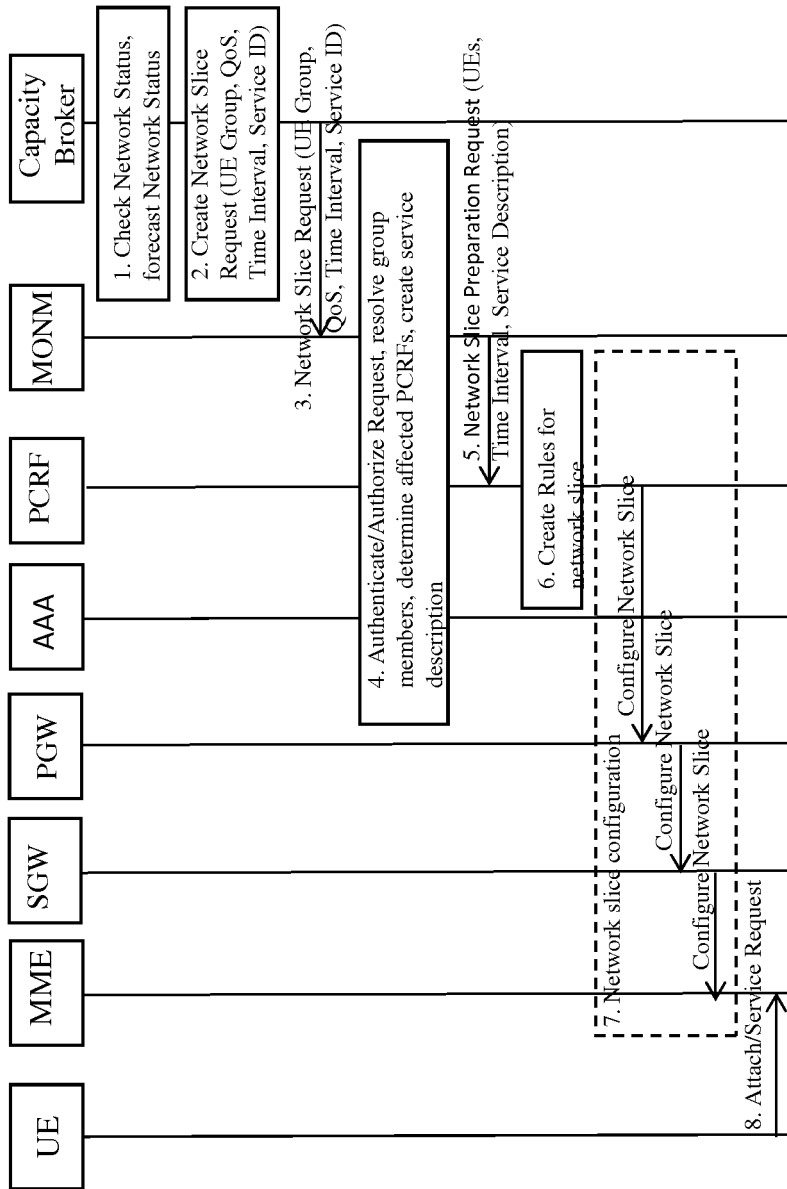 UE
MME
SGW
PGW
AAA
PCRF
MONM
Capacity
Broker
1. Check Network Status,
forecast Network Status
2. Create Network Slice
Request (UE Group, QoS,
Time Interval, Service ID)
3. Network Slice Request (UE Group,
QoS, Time Interval, Service ID)
4. Authenticate/Authorize Request, resolve group
members, determine affected PCRFs, create service
description
5. Network Slice Preparation Request (UEs,
Time Interval, Service Description)
6. Create Rules for
network slice
7. Network slice configuration
Configure Network Slice
Configure Network Slice
Configure Network Slice
8. Attach/Service Request